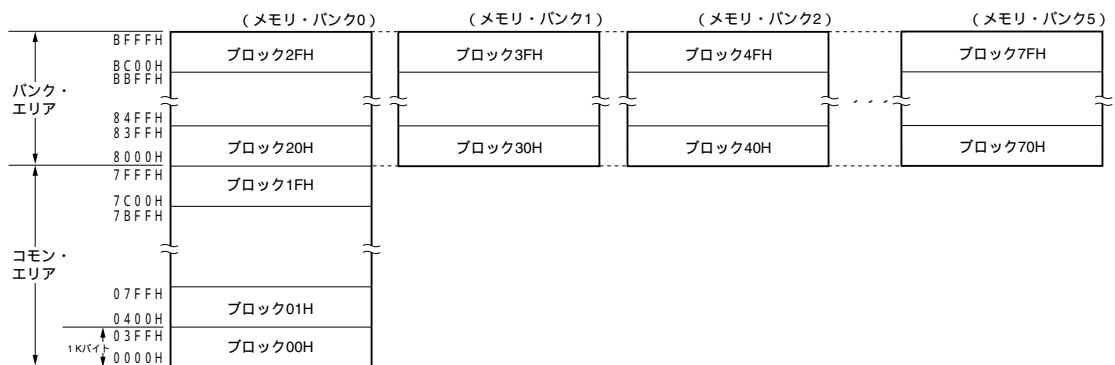 (メモリ・バンク0) (メモリ・バンク1) (メモリ・バンク2) (メモリ・バンク5)
BFFFH ブロック2FH ブロック3FH ブロック4FH ブロック7FH
BC00H
BBFFH
バンク・
エリア
・・・
84FFH
83FFH
ブロック20H ブロック30H ブロック40H ブロック70H
8000H
7FFFH
ブロック1FH
7C00H
7BFFH
コモン・
エリア
07FFH
ブロック01H
0400H
03FFH
1Kバイト ブロック00H
0000H